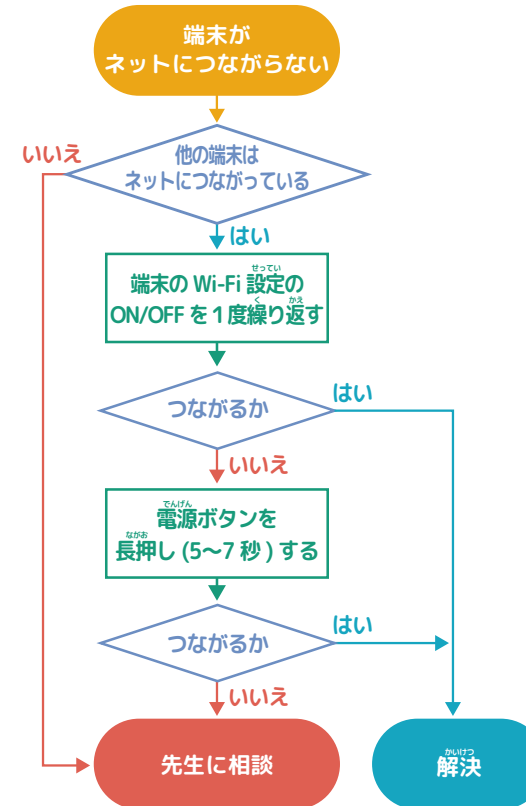 端末が
ネットにつながらない
他の端末は
ネットにつながっている
いいえ
はい
せってい
端末の Wi-Fi 設定の
く かえ
ON/OFF を1度繰り返す
つながるか
はい
いいえ
でんげん
電源ボタンを
ながお
長押し (5〜7 秒 ) する
つながるか
はい
いいえ
先生に相談
かいけつ
解決